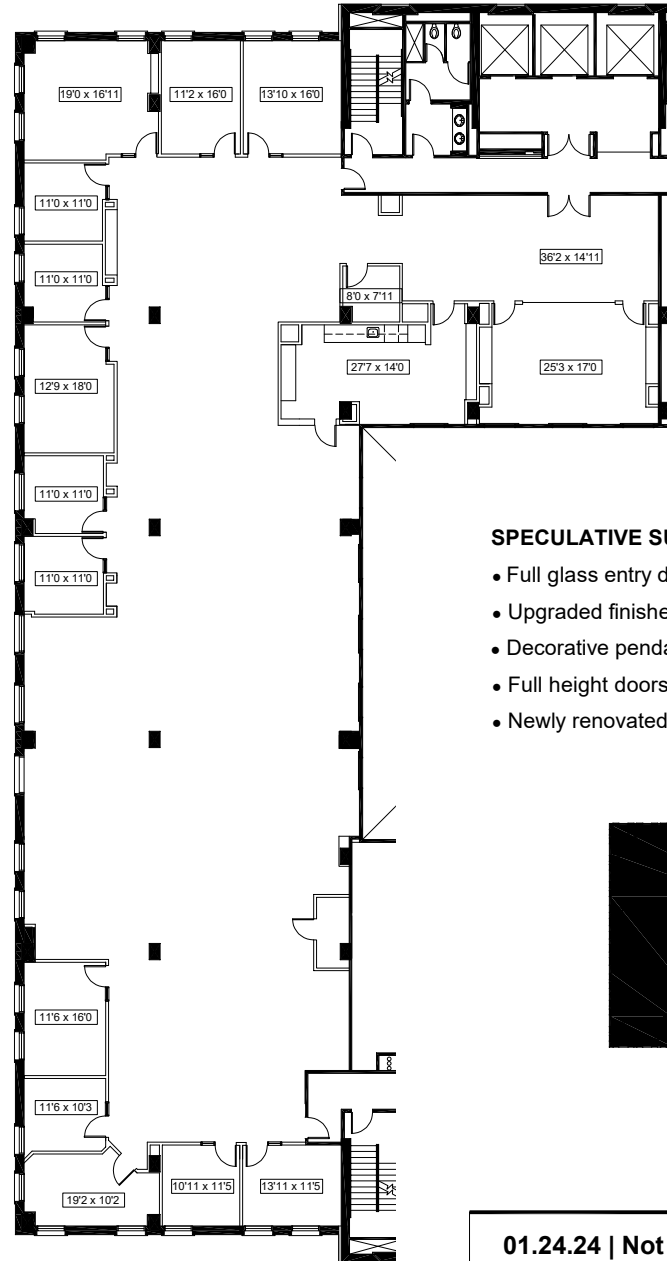 19'0 x 16'11
11'2 x 16'0
13'10 x 16'0
11'0 x 11'0
36'2 x 14'11
11'0 x 11'0
8'0 x 7'11
12'9 x 18'0
27'7 x 14'0
25'3 x 17'0
11'0 x 11'0
11'0 x 11'0
SPECULATIVE SU
• Full glass entry d
• Upgraded finishe
• Decorative penda
• Full height doors
• Newly renovated
11'6 x 16'0
11'6 x 10'3
19'2 x 10'2
10'11 x 11'5
13'11 x 11'5
01.24.24 | Not